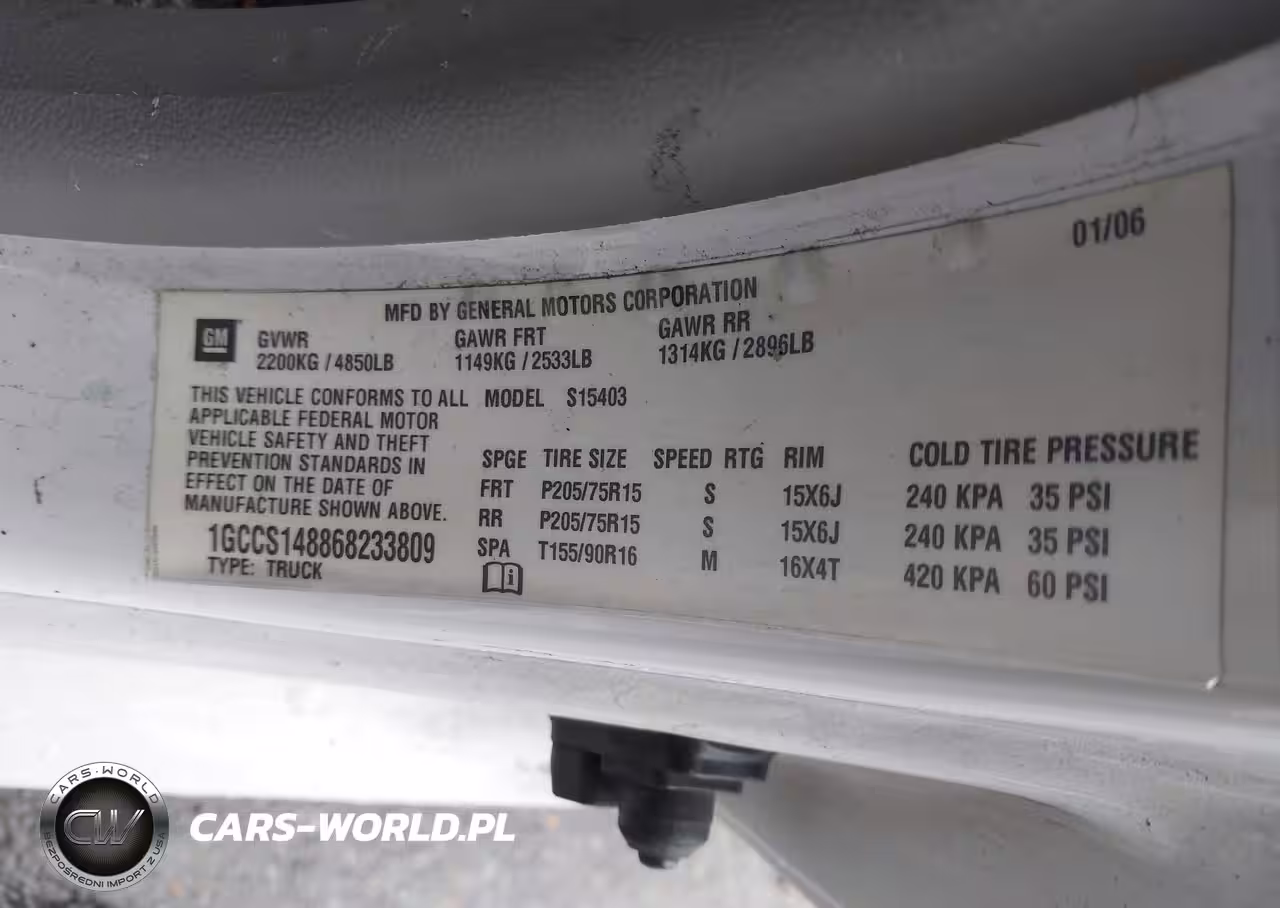 01/06
MFD BY GENERAL MOTORS CORPORATION
GM
GVWR GAWR FRT GAWR RR
2200KG / 4850LB 1149KG / 2533LB 1314KG / 2896LB
THIS VEHICLE CONFORMS TO ALL MODEL S15403
APPLICABLE FEDERAL MOTOR
VEHICLE SAFETY AND THEFT
PREVENTION STANDARDS IN
EFFECT ON THE DATE OF
MANUFACTURE SHOWN ABOVE.
SPGE TIRE SIZE SPEED RTG RIM COLD TIRE PRESSURE
FRT P205/75R15 S 15X6J 240 KPA 35 PSI
RR P205/75R15 S 15X6J 240 KPA 35 PSI
SPA T155/90R16 M 16X4T 420 KPA 60 PSI
1GCCS148868233809
TYPE: TRUCK
CARS-WORLD
CW
BEZPOŚREDNI IMPORT Z USA
CARS-WORLD.PL